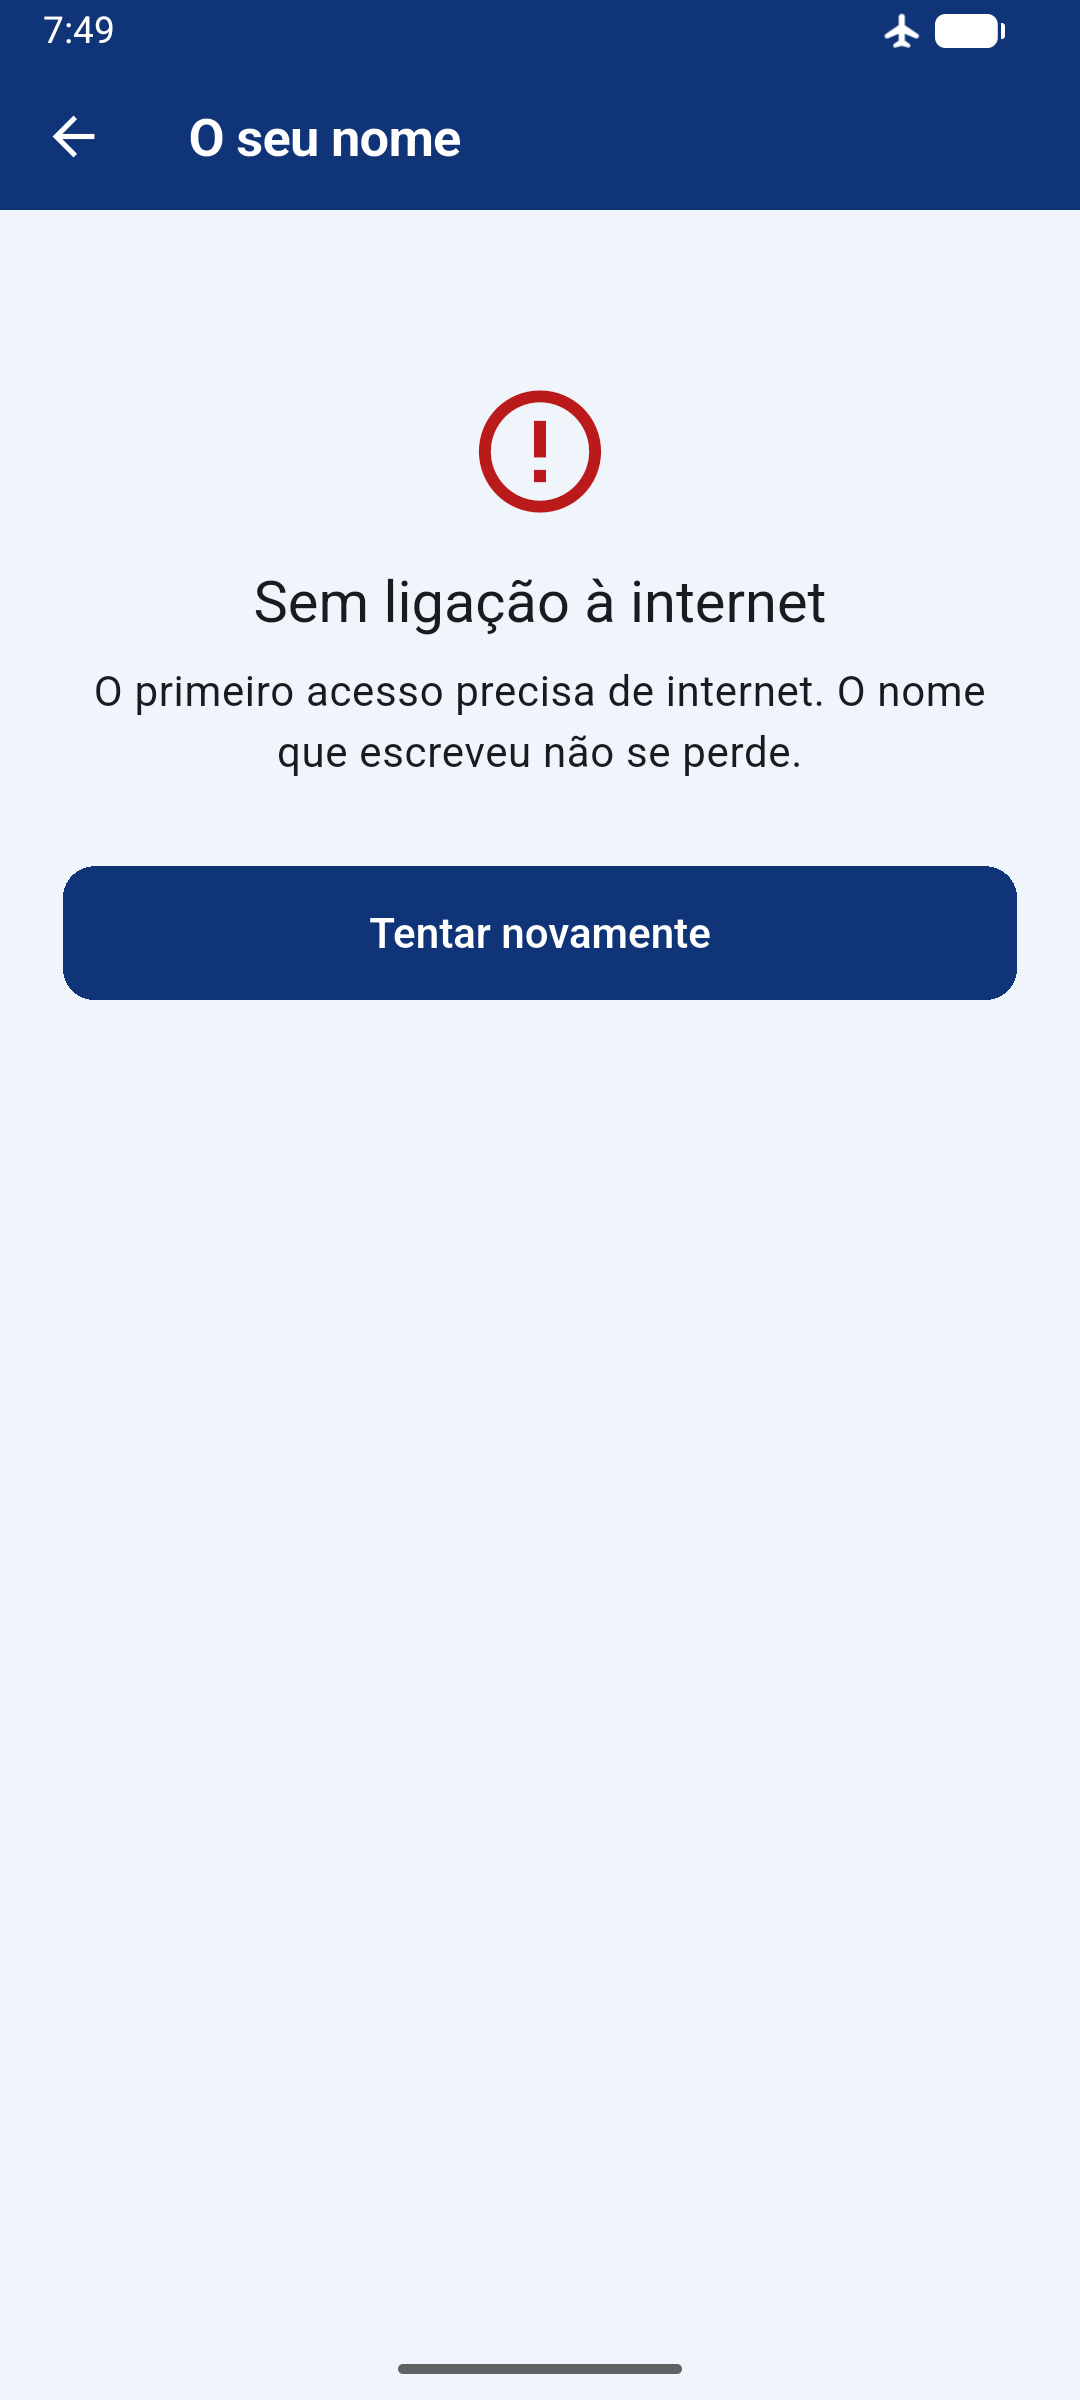 7:49
O seu nome
Sem ligação à internet
O primeiro acesso precisa de internet. O nome
que escreveu não se perde.
Tentar novamente